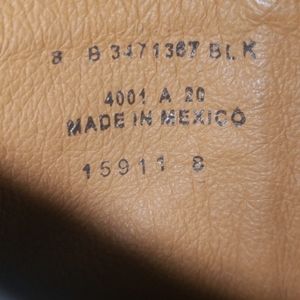 8 B 3471367 BLK
4001 A 20
MADE IN MEXICO
15911 8